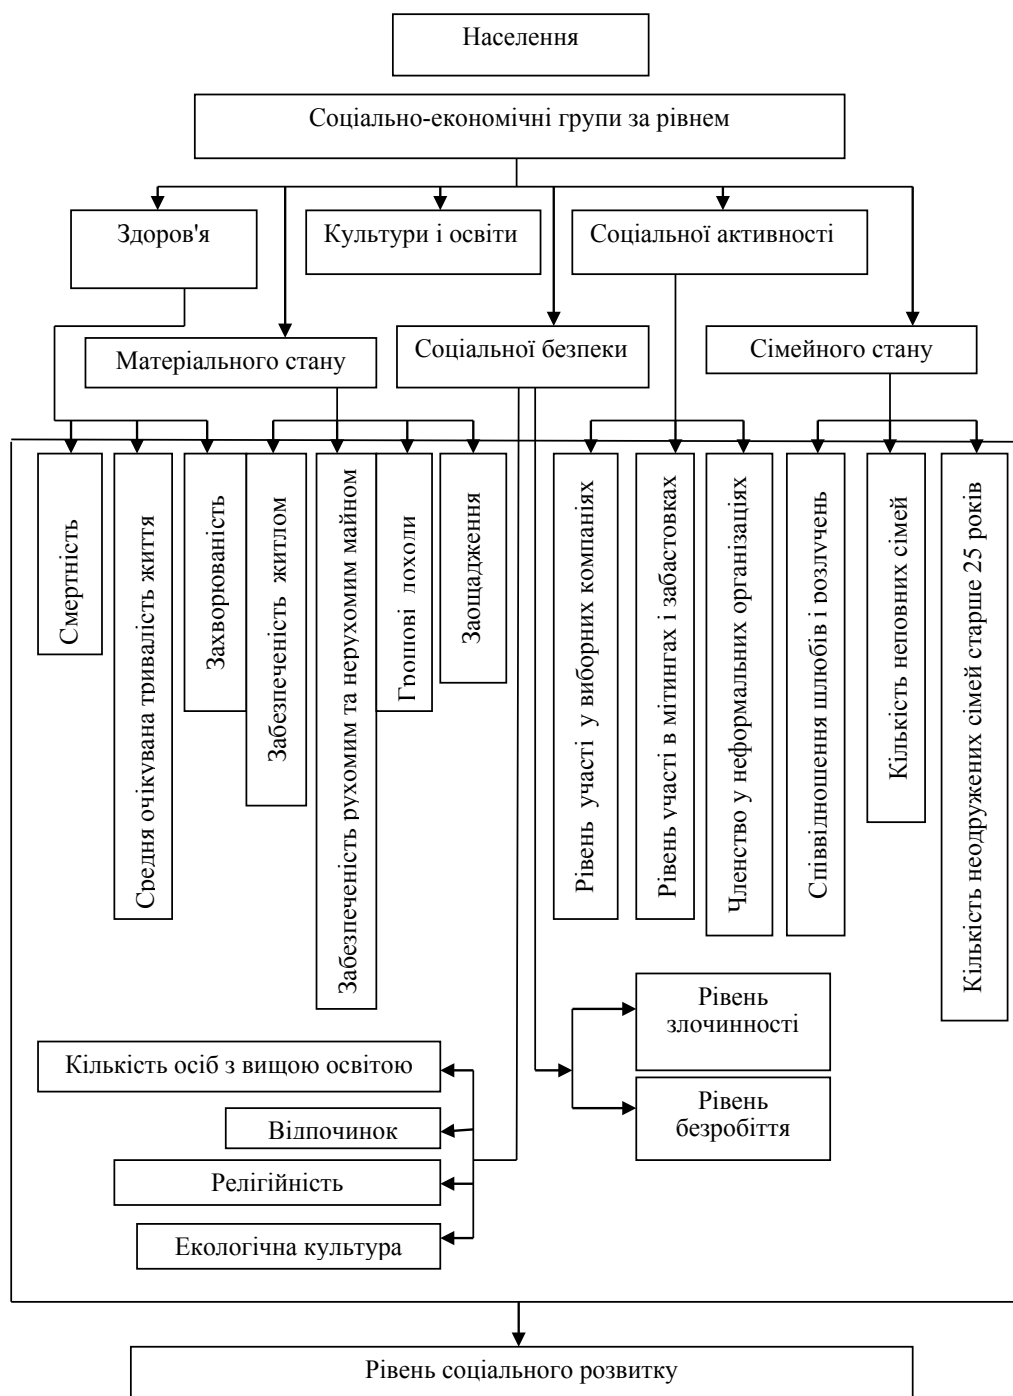 Населення
Соціально-економічні групи за рівнем
Здоров'я
Культури і освіти
Соціальної активності
Матеріального стану
Соціальної безпеки
Сімейного стану
Смертність
Средня очікувана тривалість життя
Захворюваність
Забезпеченість житлом
Забезпеченість рухомим та нерухомим майном
Грошові доходи
Заощадження
Рівень участі у виборних компаніях
Рівень участі в мітингах і забастовках
Членство у неформальних організаціях
Співвідношення шлюбів і розлучень
Кількість неповних сімей
Кількість неодружених сімей старше 25 років
Рівень
злочинності
Кількість осіб з вищою освітою
Рівень
безробіття
Відпочинок
Релігійність
Екологічна культура
Рівень соціального розвитку